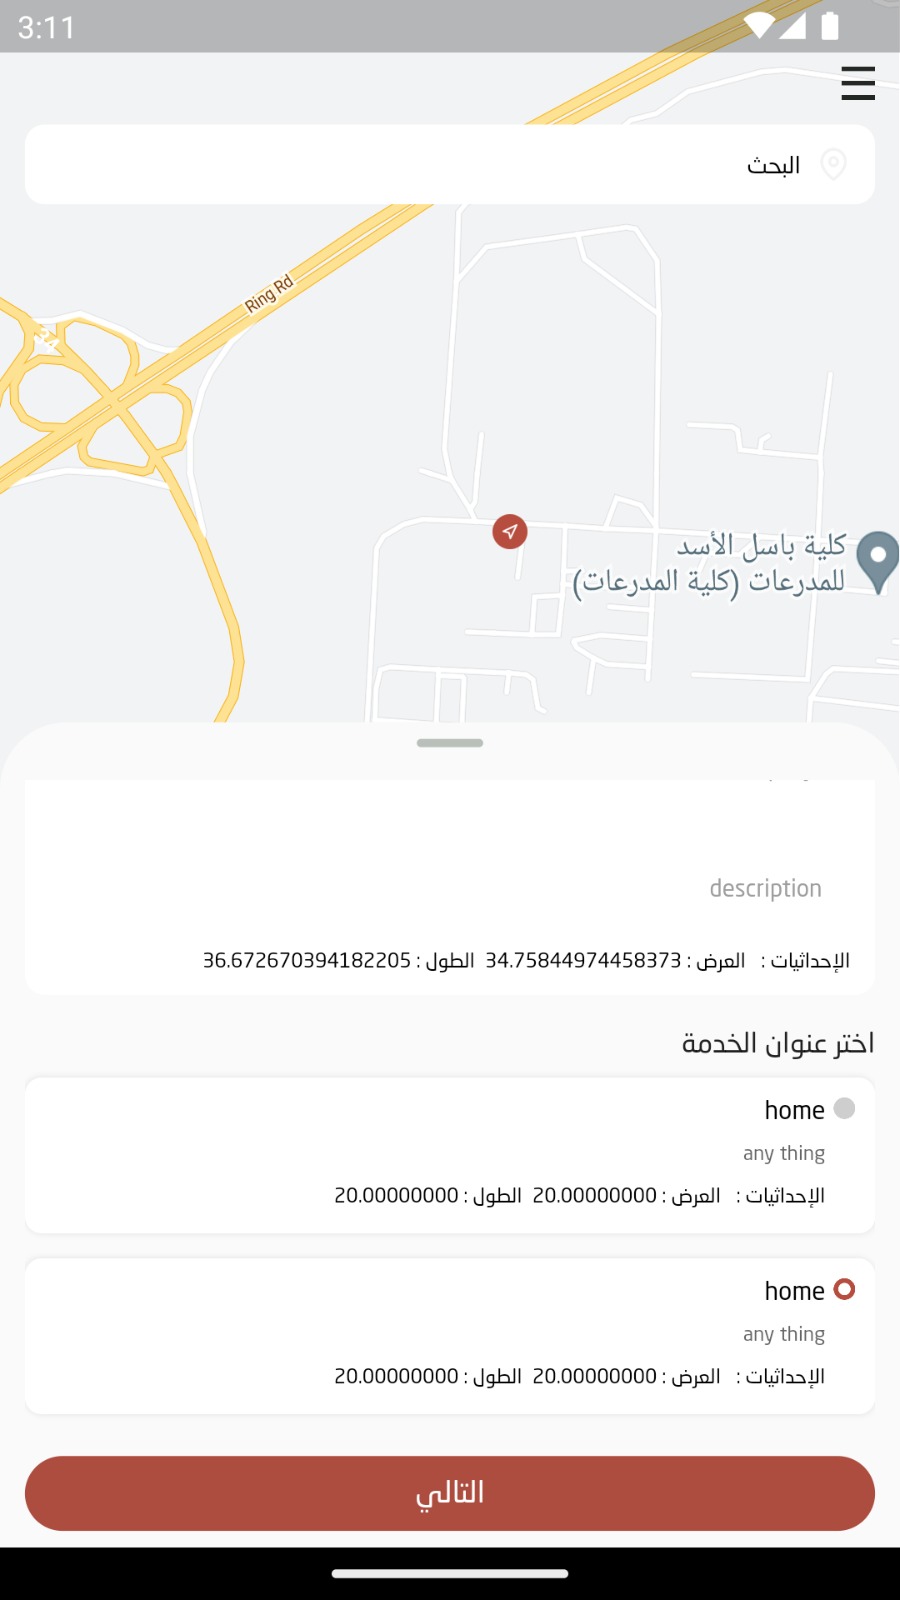 3:11
البحث
Ring Rd
34
كلية باسل الأسد
للمدرعات (كلية المدرعات)
description
الإحداثيات : العرض : 34.75844974458373 الطول : 36.672670394182205
اختر عنوان الخدمة
home
any thing
الإحداثيات : العرض : 20.00000000 الطول : 20.00000000
home
any thing
الإحداثيات : العرض : 20.00000000 الطول : 20.00000000
التالي